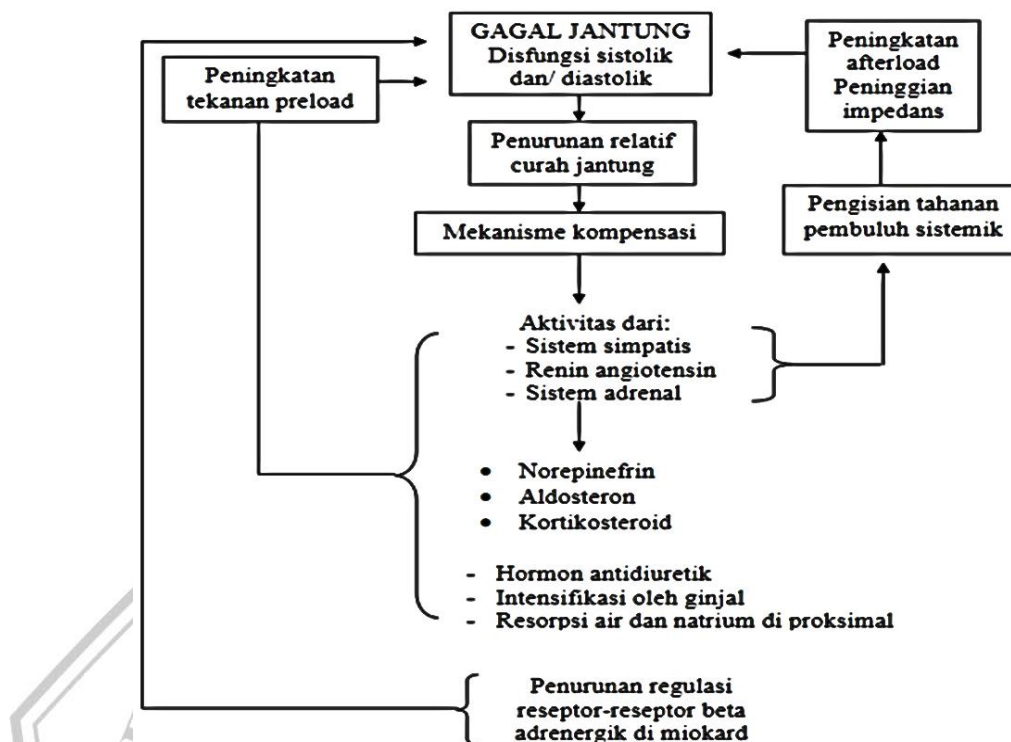 GAGAL JANTUNG
Disfungsi sistolik
dan/ diastolik
Peningkatan
tekanan preload
Peningkatan
afterload
Peninggian
impedans
Penurunan relatif
curah jantung
Pengisian tahanan
pembuluh sistemik
Mekanisme kompensasi
Aktivitas dari:
- Sistem simpatis
- Renin angiotensin
- Sistem adrenal
• Norepinefrin
• Aldosteron
• Kortikosteroid
- Hormon antidiuretik
- Intensifikasi oleh ginjal
- Resorpsi air dan natrium di proksimal
Penurunan regulasi
reseptor-reseptor beta
adrenergik di miokard